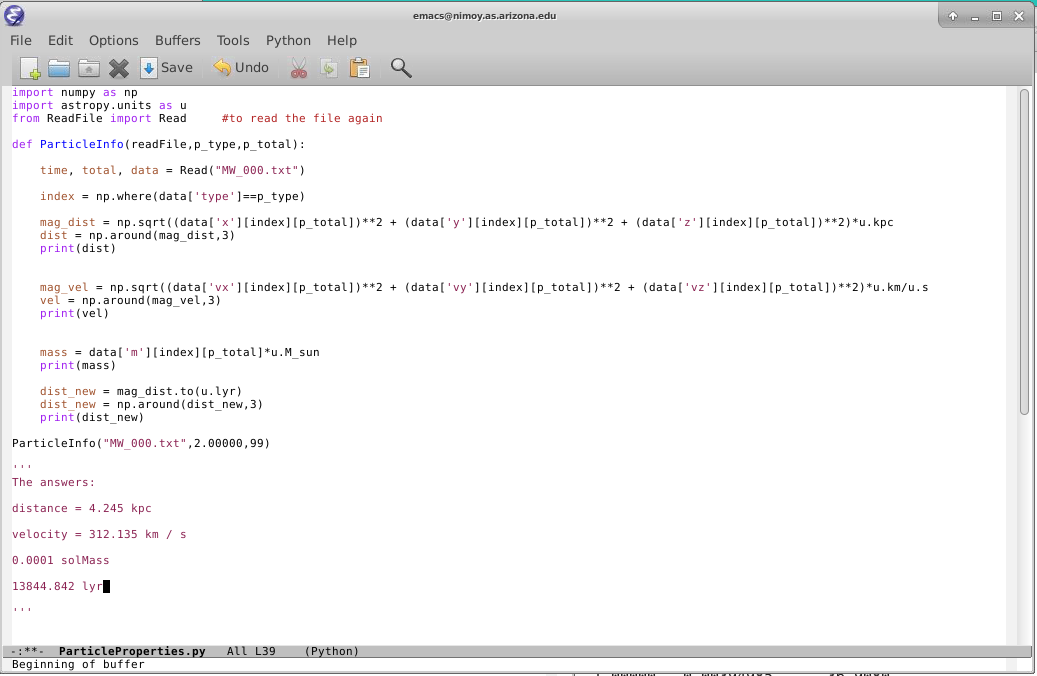 emacs@nimoy.as.arizona.edu
File Edit Options Buffers Tools Python Help
Save Undo
import numpy as np
import astropy.units as u
from ReadFile import Read     #to read the file again
def ParticleInfo(readFile,p_type,p_total):
    time, total, data = Read("MW_000.txt")
    index = np.where(data['type']==p_type)
    mag_dist = np.sqrt((data['x'][index][p_total])**2 + (data['y'][index][p_total])**2 + (data['z'][index][p_total])**2)*u.kpc
    dist = np.around(mag_dist,3)
    print(dist)
    mag_vel = np.sqrt((data['vx'][index][p_total])**2 + (data['vy'][index][p_total])**2 + (data['vz'][index][p_total])**2)*u.km/u.s
    vel = np.around(mag_vel,3)
    print(vel)
    mass = data['m'][index][p_total]*u.M_sun
    print(mass)
    dist_new = mag_dist.to(u.lyr)
    dist_new = np.around(dist_new,3)
    print(dist_new)
ParticleInfo("MW_000.txt",2.00000,99)
'''
The answers:
distance = 4.245 kpc
velocity = 312.135 km / s
0.0001 solMass
13844.842 lyr
'''
-:**-  ParticleProperties.py   All L39    (Python)
Beginning of buffer